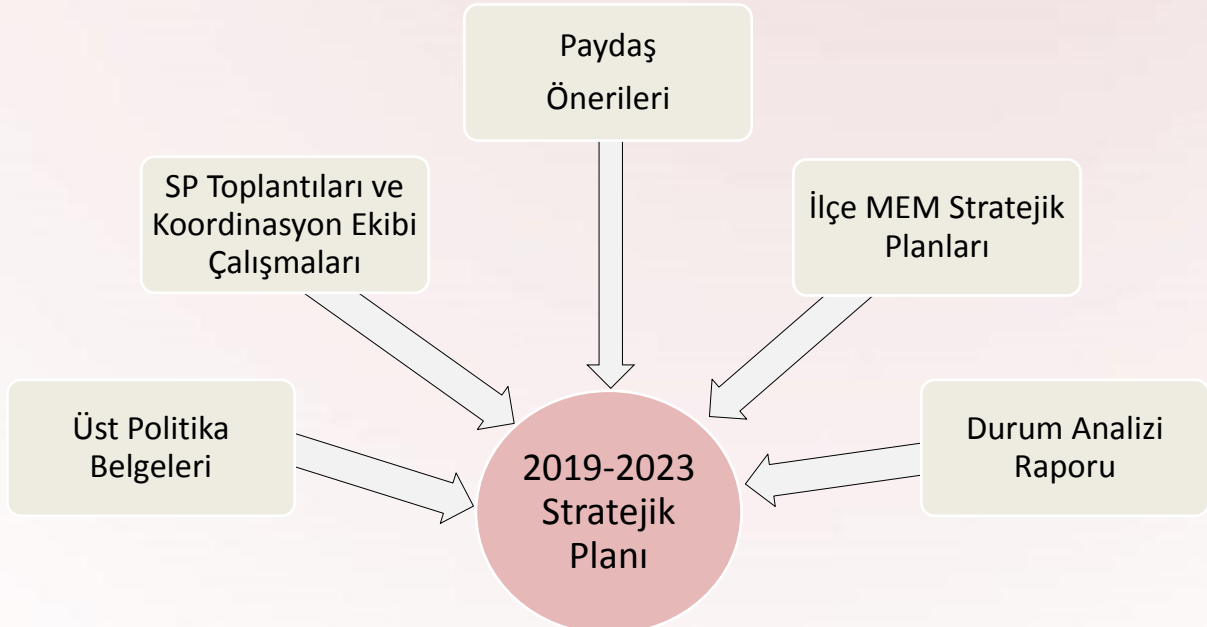 Paydaş
Önerileri
SP Toplantıları ve
Koordinasyon Ekibi
Çalışmaları
İlçe MEM Stratejik
Planları
Üst Politika
Belgeleri
Durum Analizi
Raporu
2019-2023
Stratejik
Planı